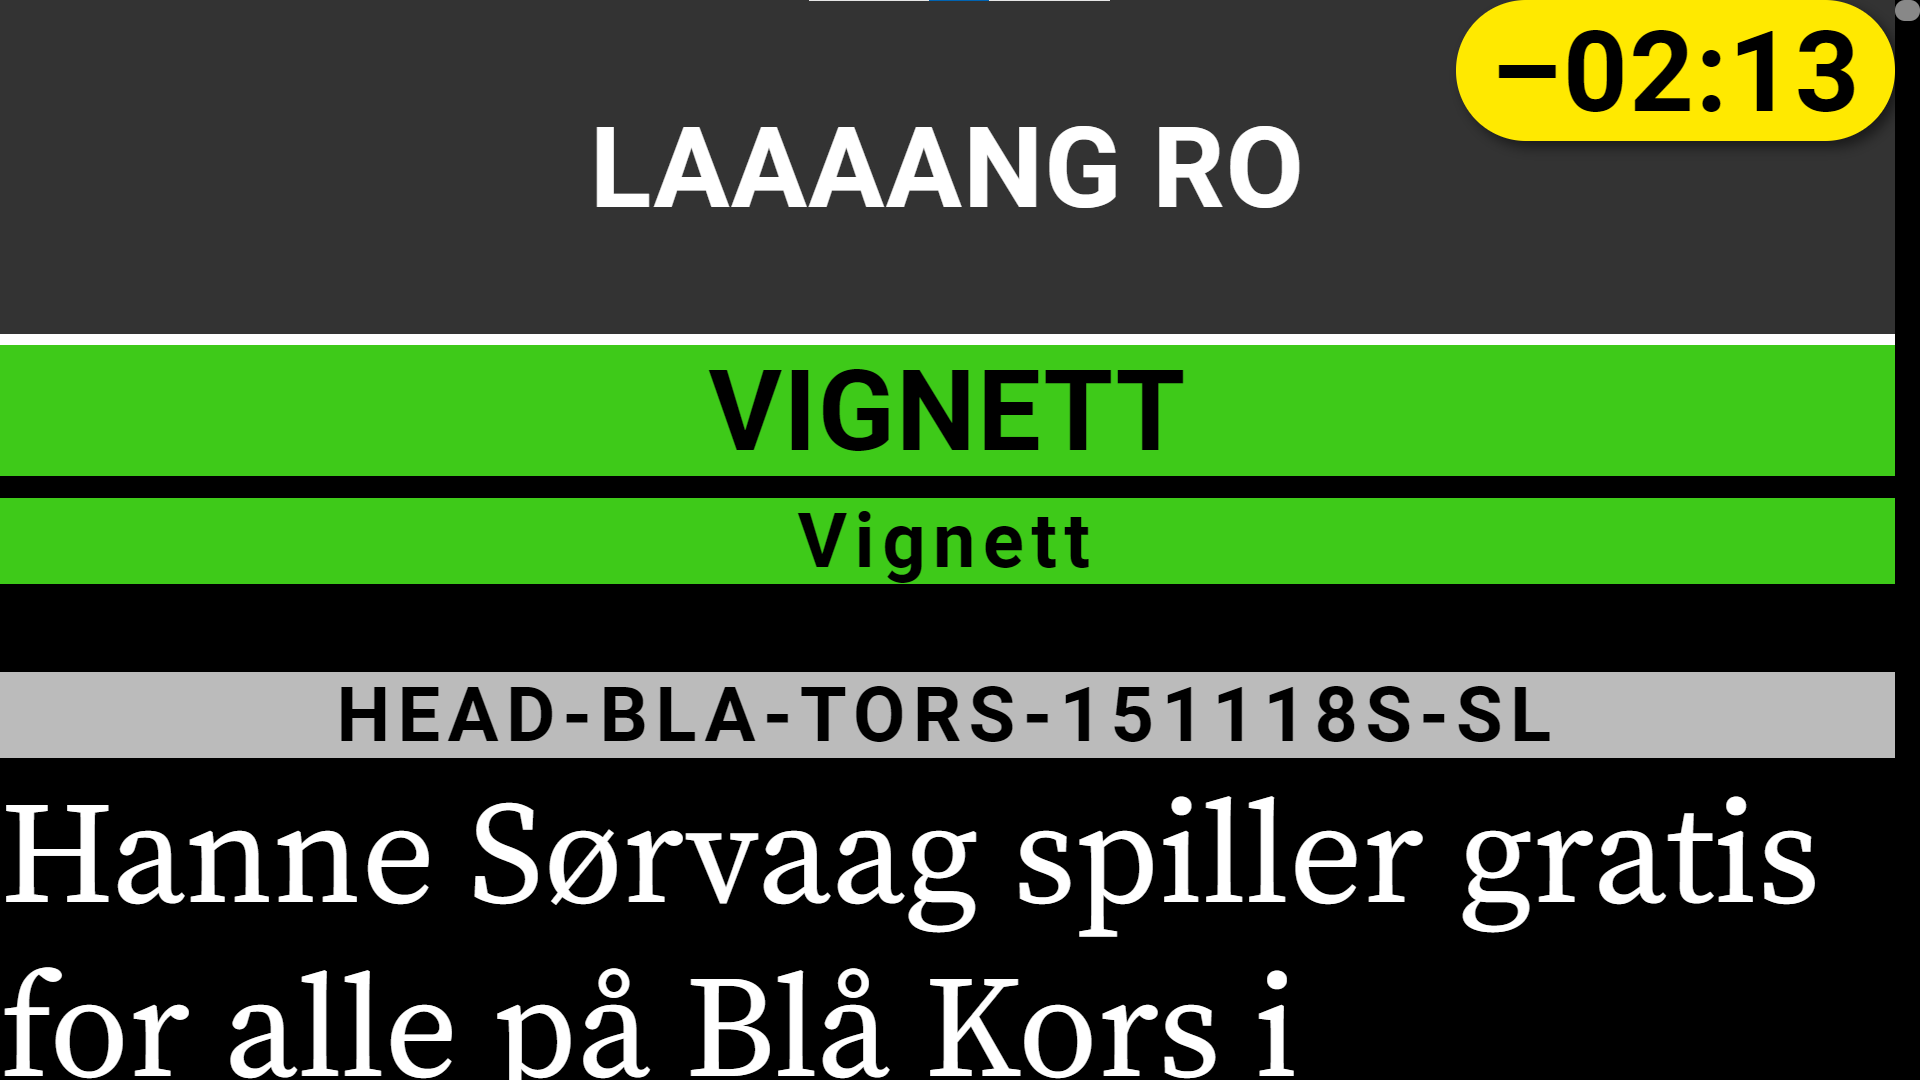 −02:13
LAAAANG RO
VIGNETT
Vignett
HEAD-BLA-TORS-151118S-SL
Hanne Sørvaag spiller gratis
for alle på Blå Kors i